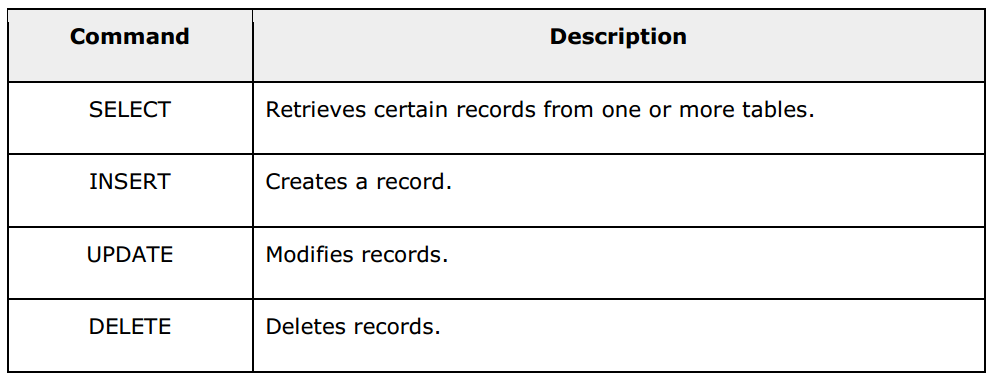 Command Description
SELECT Retrieves certain records from one or more tables.
INSERT Creates a record.
UPDATE Modifies records.
DELETE Deletes records.